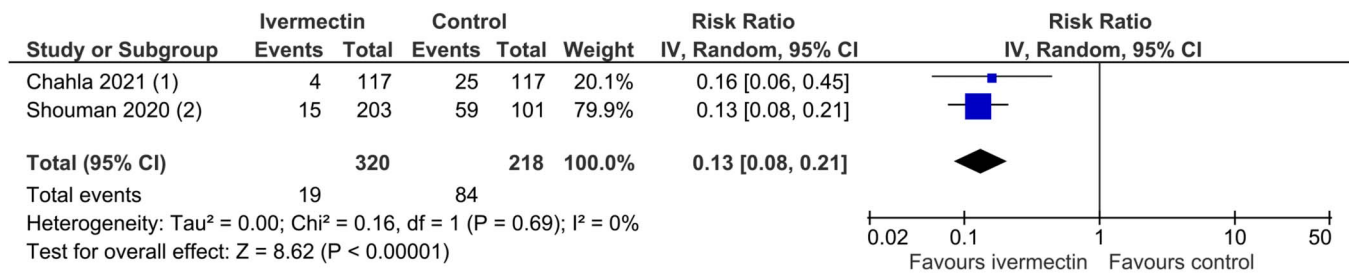 Ivermectin Control Risk Ratio Risk Ratio
Study or Subgroup Events Total Events Total Weight IV, Random, 95% CI IV, Random, 95% CI
Chahla 2021 (1) 4 117 25 117 20.1% 0.16 [0.06, 0.45]
Shouman 2020 (2) 15 203 59 101 79.9% 0.13 [0.08, 0.21]
Total (95% CI) 320 218 100.0% 0.13 [0.08, 0.21]
Total events 19 84
Heterogeneity: Tau² = 0.00; Chi² = 0.16, df = 1 (P = 0.69); I² = 0%
Test for overall effect: Z = 8.62 (P < 0.00001)
0.02 0.1 1 10 50
Favours ivermectin Favours control